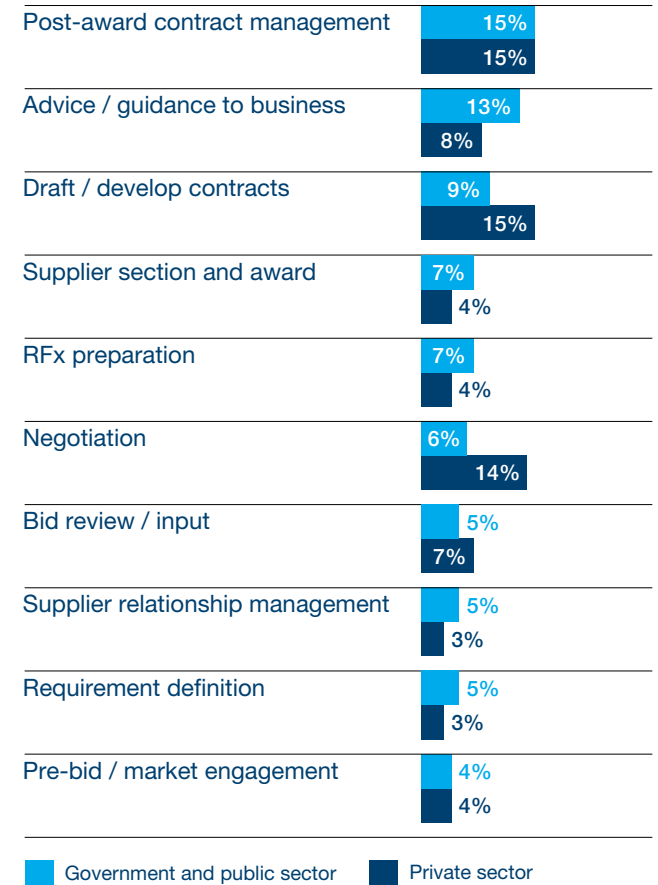 Post-award contract management
15%
15%
Advice / guidance to business
13%
8%
Draft / develop contracts
9%
15%
Supplier section and award
7%
4%
RFx preparation
7%
4%
Negotiation
6%
14%
Bid review / input
5%
7%
Supplier relationship management
5%
3%
Requirement definition
5%
3%
Pre-bid / market engagement
4%
4%
Government and public sector
Private sector